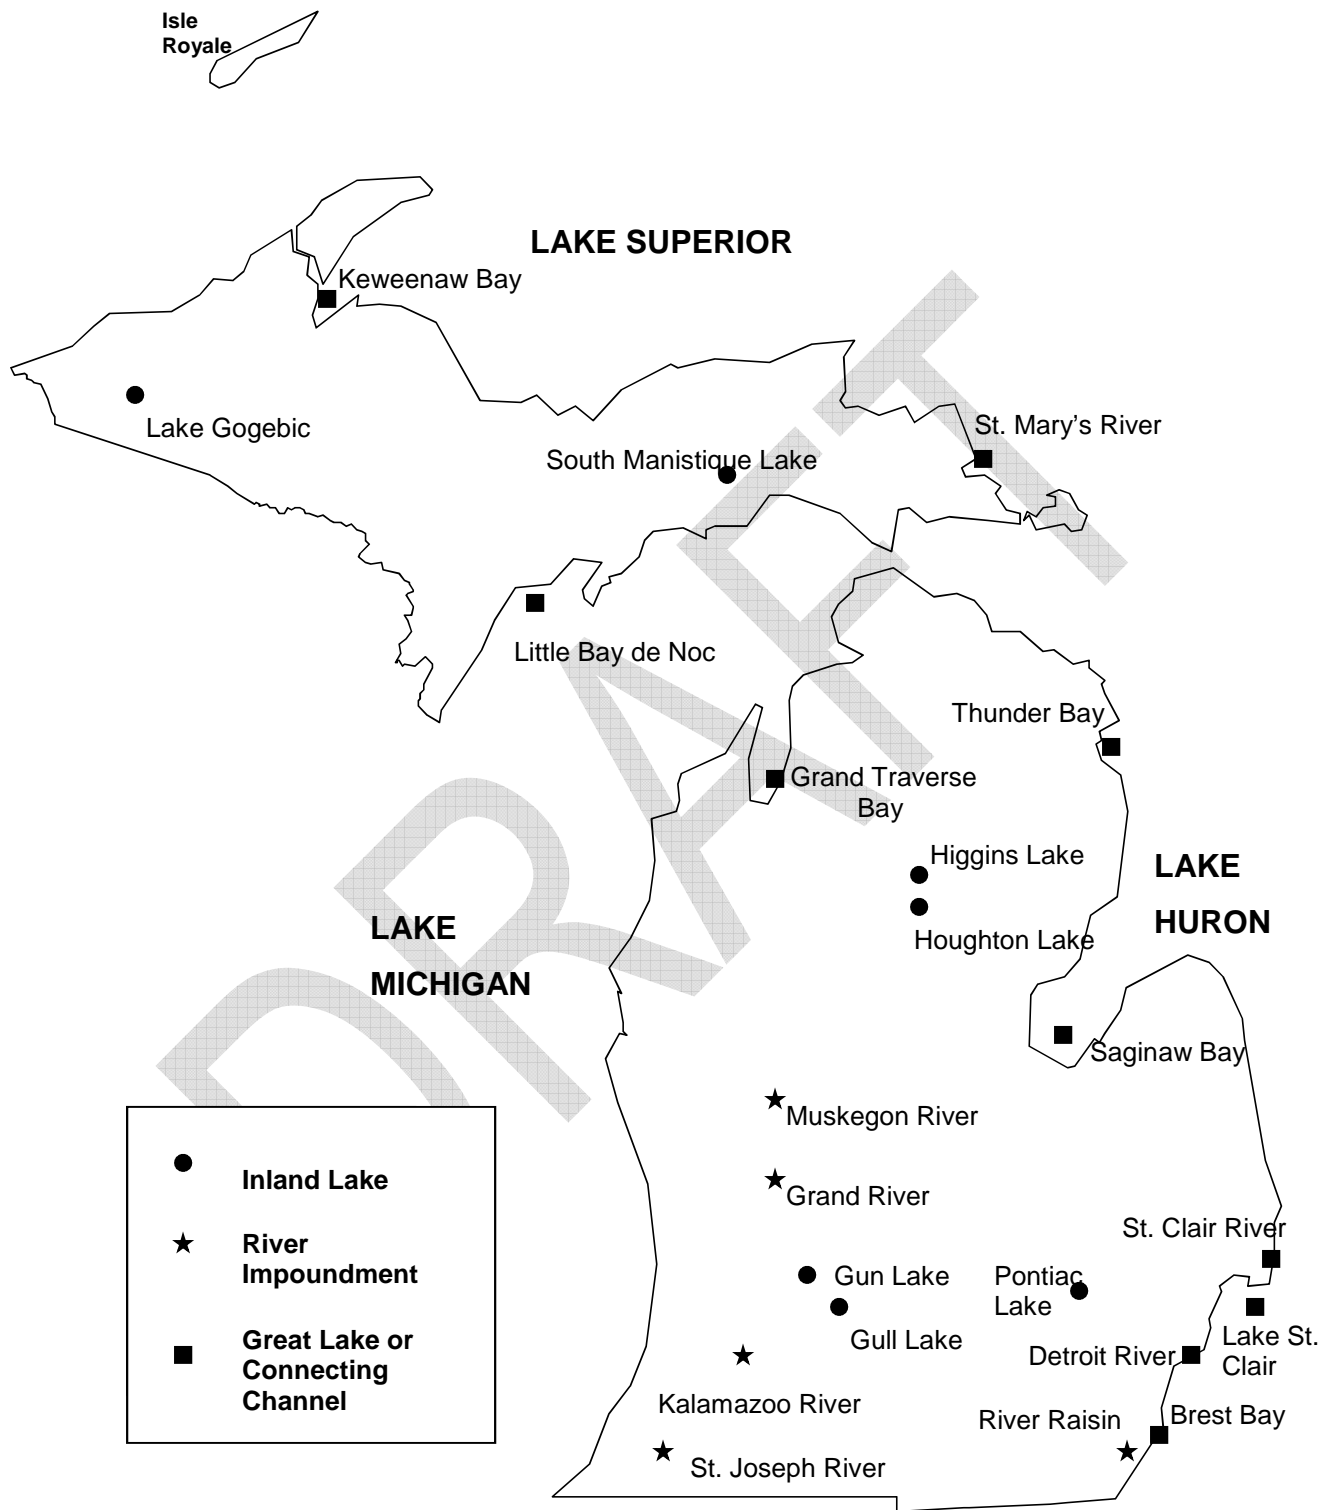 Isle
Royale
LAKE SUPERIOR
Keweenaw Bay
Lake Gogebic
St. Mary’s River
South Manistique Lake
Little Bay de Noc
Thunder Bay
Grand Traverse
Bay
Higgins Lake
Houghton Lake
LAKE
HURON
LAKE
MICHIGAN
Saginaw Bay
Muskegon River
Grand River
St. Clair River
Gun Lake
Pontiac
Lake
Gull Lake
Lake St.
Clair
Detroit River
Kalamazoo River
River Raisin
Brest Bay
St. Joseph River
Inland Lake
River
Impoundment
Great Lake or
Connecting
Channel
DRAFT